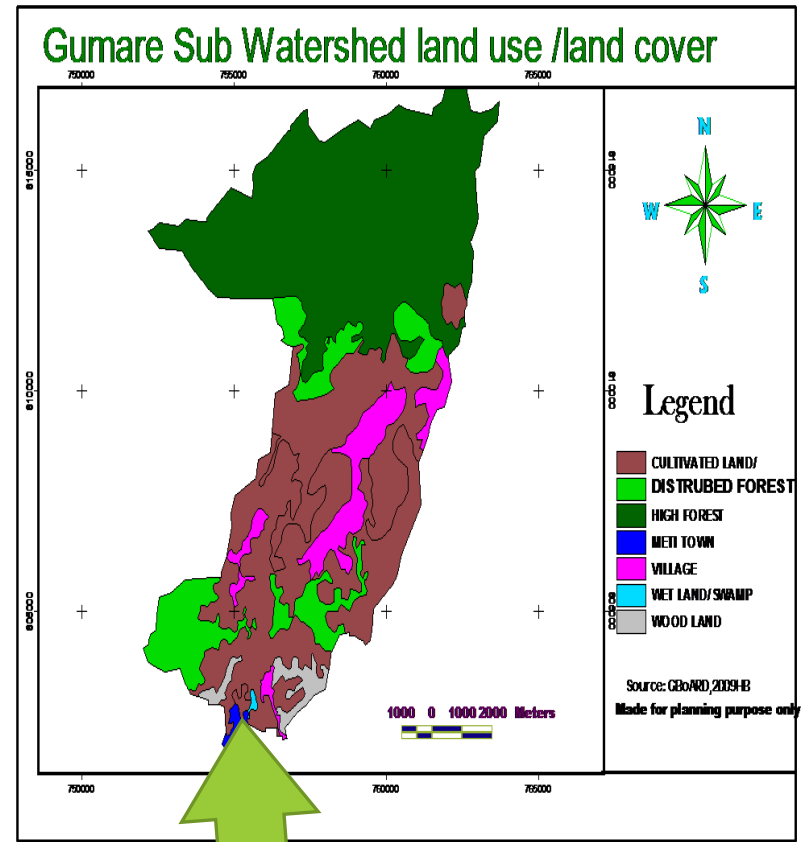 Gumare Sub Watershed land use /land cover
750000 755000 760000 765000
N
W E
S
Legend
CULTIVATED LAND/
DISTRUBED FOREST
HIGH FOREST
METI TOWN
VILLAGE
WET LAND/SWAMP
WOOD LAND
Source: GBoARD,2009HB
Made for planning purpose only
1000 0 1000 2000 Meters
750000 755000 760000 765000